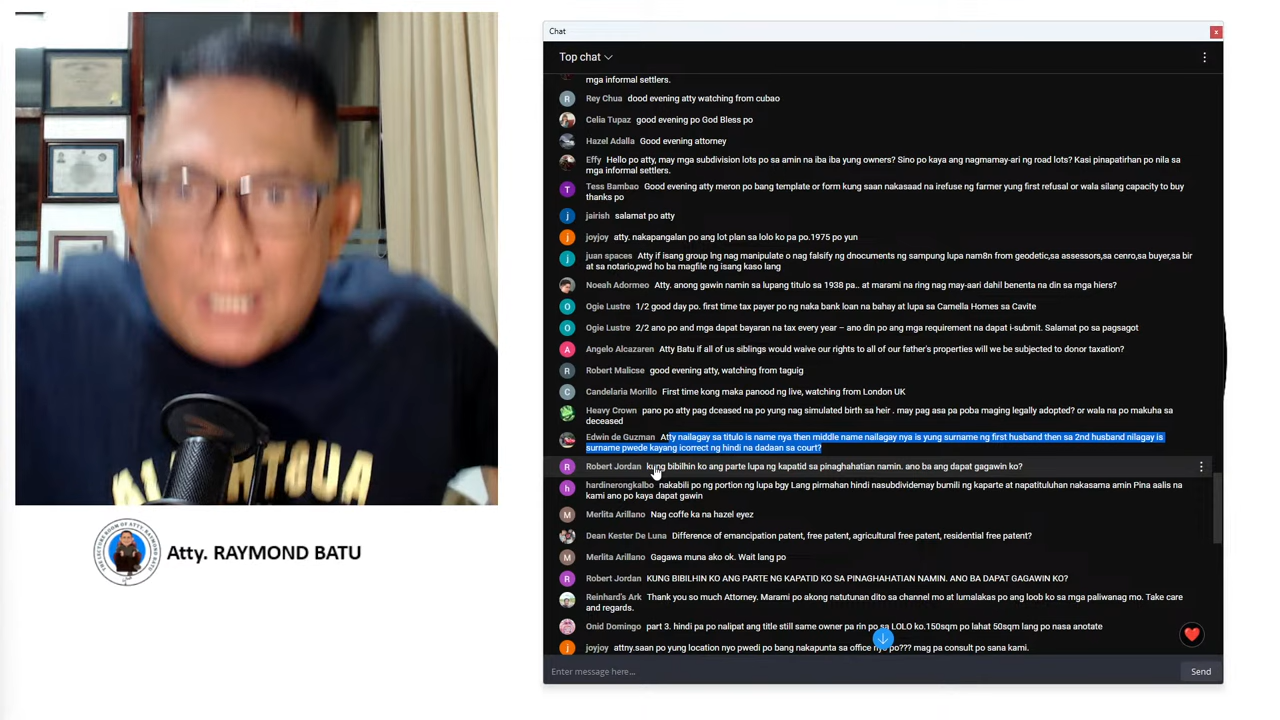 Chat
Top chat
mga informal settlers.
Rey Chua dood evening atty watching from cubao
Celia Tupaz good evening po God Bless po
Hazel Adalla Good evening attorney
Effy Hello po atty, may mga subdivision lots po sa amin na iba iba yung owners? Sino po kaya ang nagmamay-ari ng road lots? Kasi pinapatirhan po nila sa
mga informal settlers.
Tess Bambao Good evening atty meron po bang template or form kung saan nakasaad na irefuse ng farmer yung first refusal or wala silang capacity to buy
thanks po
jairish salamat po atty
joyjoy atty. nakapangalan po ang lot plan sa lolo ko pa po.1975 po yun
juan spaces Atty if isang group lng nag manipulate o nag falsify ng dnocuments ng sampung lupa nam8n from geodetic,sa assessors,sa cenro,sa buyer,sa bir
at sa notario,pwd ho ba magfile ng isang kaso lang
Noeah Adormeo Atty. anong gawin namin sa lupang titulo sa 1938 pa.. at marami na ring nag may-aari dahil benenta na din sa mga hiers?
Ogie Lustre 1/2 good day po. first time tax payer po ng naka bank loan na bahay at lupa sa Camella Homes sa Cavite
Ogie Lustre 2/2 ano po and mga dapat bayaran na tax every year – ano din po ang mga requirement na dapat i-submit. Salamat po sa pagsagot
Angelo Alcazaren Atty Batu if all of us siblings would waive our rights to all of our father's properties will we be subjected to donor taxation?
Robert Malicse good evening atty, watching from taguig
Candelaria Morillo First time kong maka panood ng live, watching from London UK
Heavy Crown pano po atty pag dceased na po yung nag simulated birth sa heir . may pag asa pa poba maging legally adopted? or wala na po makuha sa
deceased
Edwin de Guzman Atty nailagay sa titulo is name nya then middle name nailagay nya is yung surname ng first husband then sa 2nd husband nilagay is
surname pwede kayang icorrect ng hindi na dadaan sa court?
Robert Jordan kung bibilhin ko ang parte lupa ng kapatid sa pinaghahatian namin. ano ba ang dapat gagawin ko?
hardinerongkalbo nakabili po ng portion ng lupa bgy Lang pirmahan hindi nasubdividemay bumili ng kaparte at napatituluhan nakasama amin Pina aalis na
kami ano po kaya dapat gawin
Merlita Arillano Nag coffe ka na hazel eyez
Dean Kester De Luna Difference of emancipation patent, free patent, agricultural free patent, residential free patent?
Merlita Arillano Gagawa muna ako ok. Wait lang po
Robert Jordan KUNG BIBILHIN KO ANG PARTE NG KAPATID KO SA PINAGHAHATIAN NAMIN. ANO BA DAPAT GAGAWIN KO?
Reinhard's Ark Thank you so much Attorney. Marami po akong natutunan dito sa channel mo at lumalakas po ang loob ko sa mga paliwanag mo. Take care
and regards.
Onid Domingo part 3. hindi pa po nalipat ang title still same owner pa rin po sa LOLO ko.150sqm po lahat 50sqm lang po nasa anotate
joyjoy attny.saan po yung location nyo pwedi po bang nakapunta sa office nyo po??? mag pa consult po sana kami.
Enter message here...
Send
Atty. RAYMOND BATU